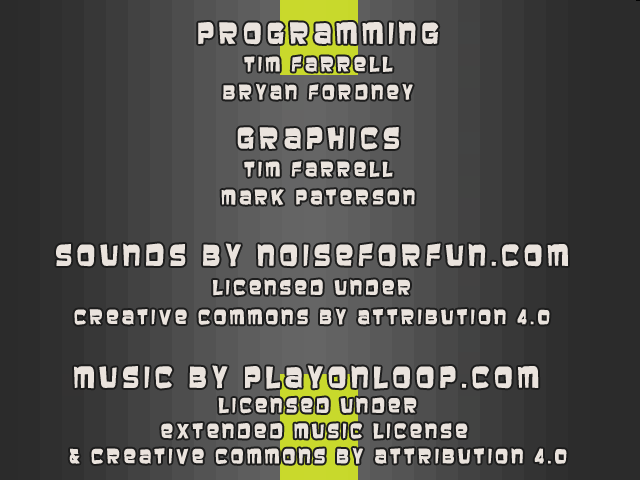 PROGRAMMING
TIM FARRELL
BRYAN FORDNEY
GRAPHICS
TIM FARRELL
MARK PATERSON
SOUNDS BY NOISEFORFUN.COM
LICENSED UNDER
CREATIVE COMMONS BY ATTRIBUTION 4.0
MUSIC BY PLAYONLOOP.COM
LICENSED UNDER
EXTENDED MUSIC LICENSE
& CREATIVE COMMONS BY ATTRIBUTION 4.0